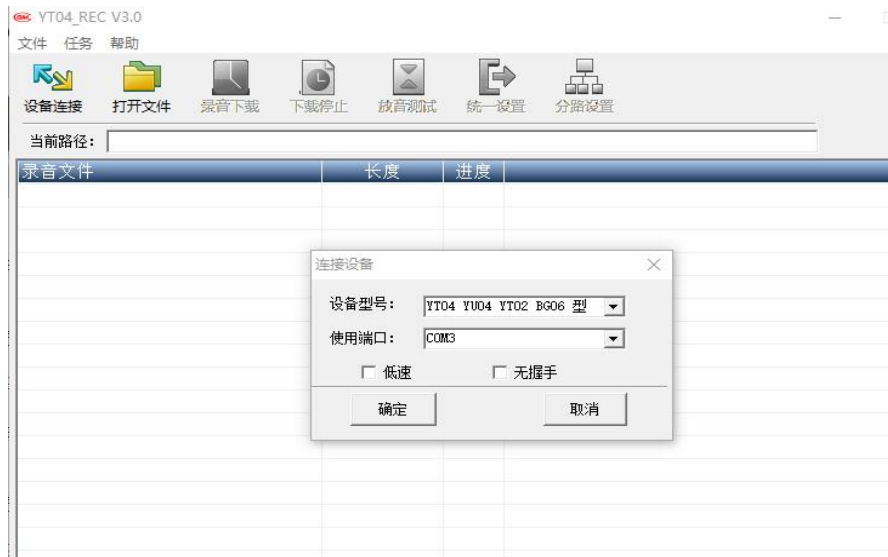 YT04_REC V3.0
文件 任务 帮助
设备连接 打开文件 录音下载 下载停止 放音测试 统一设置 分路设置
当前路径：
录音文件 长度 进度
连接设备
设备型号： YT04 YU04 YT02 BG06 型
使用端口： COM3
低速 无握手
确定 取消